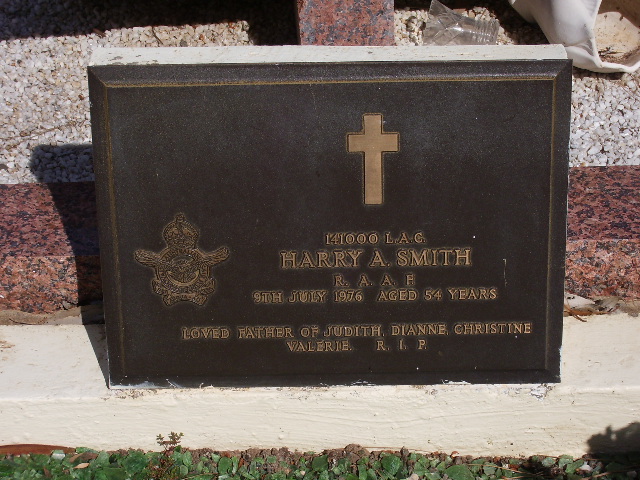 141000 L.A.C.
HARRY A. SMITH
R. A. A. F.
9TH JULY 1976 AGED 54 YEARS
LOVED FATHER OF JUDITH, DIANNE, CHRISTINE
VALERIE. R. I. P.